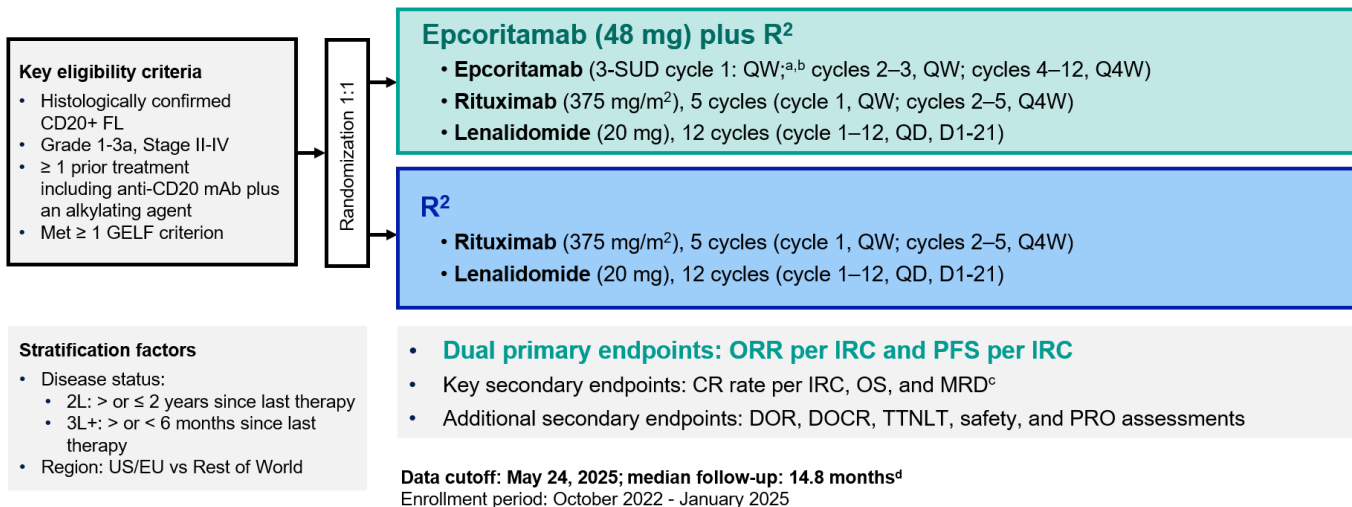 Key eligibility criteria
• Histologically confirmed
CD20+ FL
• Grade 1-3a, Stage II-IV
• ≥ 1 prior treatment
including anti-CD20 mAb plus
an alkylating agent
• Met ≥ 1 GELF criterion
Randomization 1:1
Epcoritamab (48 mg) plus R²
• Epcoritamab (3-SUD cycle 1: QW;ᵃ,ᵇ cycles 2–3, QW; cycles 4–12, Q4W)
• Rituximab (375 mg/m²), 5 cycles (cycle 1, QW; cycles 2–5, Q4W)
• Lenalidomide (20 mg), 12 cycles (cycle 1–12, QD, D1-21)
R²
• Rituximab (375 mg/m²), 5 cycles (cycle 1, QW; cycles 2–5, Q4W)
• Lenalidomide (20 mg), 12 cycles (cycle 1–12, QD, D1-21)
Stratification factors
• Disease status:
• 2L: > or ≤ 2 years since last therapy
• 3L+: > or < 6 months since last
therapy
• Region: US/EU vs Rest of World
• Dual primary endpoints: ORR per IRC and PFS per IRC
• Key secondary endpoints: CR rate per IRC, OS, and MRDᶜ
• Additional secondary endpoints: DOR, DOCR, TTNLT, safety, and PRO assessments
Data cutoff: May 24, 2025; median follow-up: 14.8 monthsᵈ
Enrollment period: October 2022 - January 2025